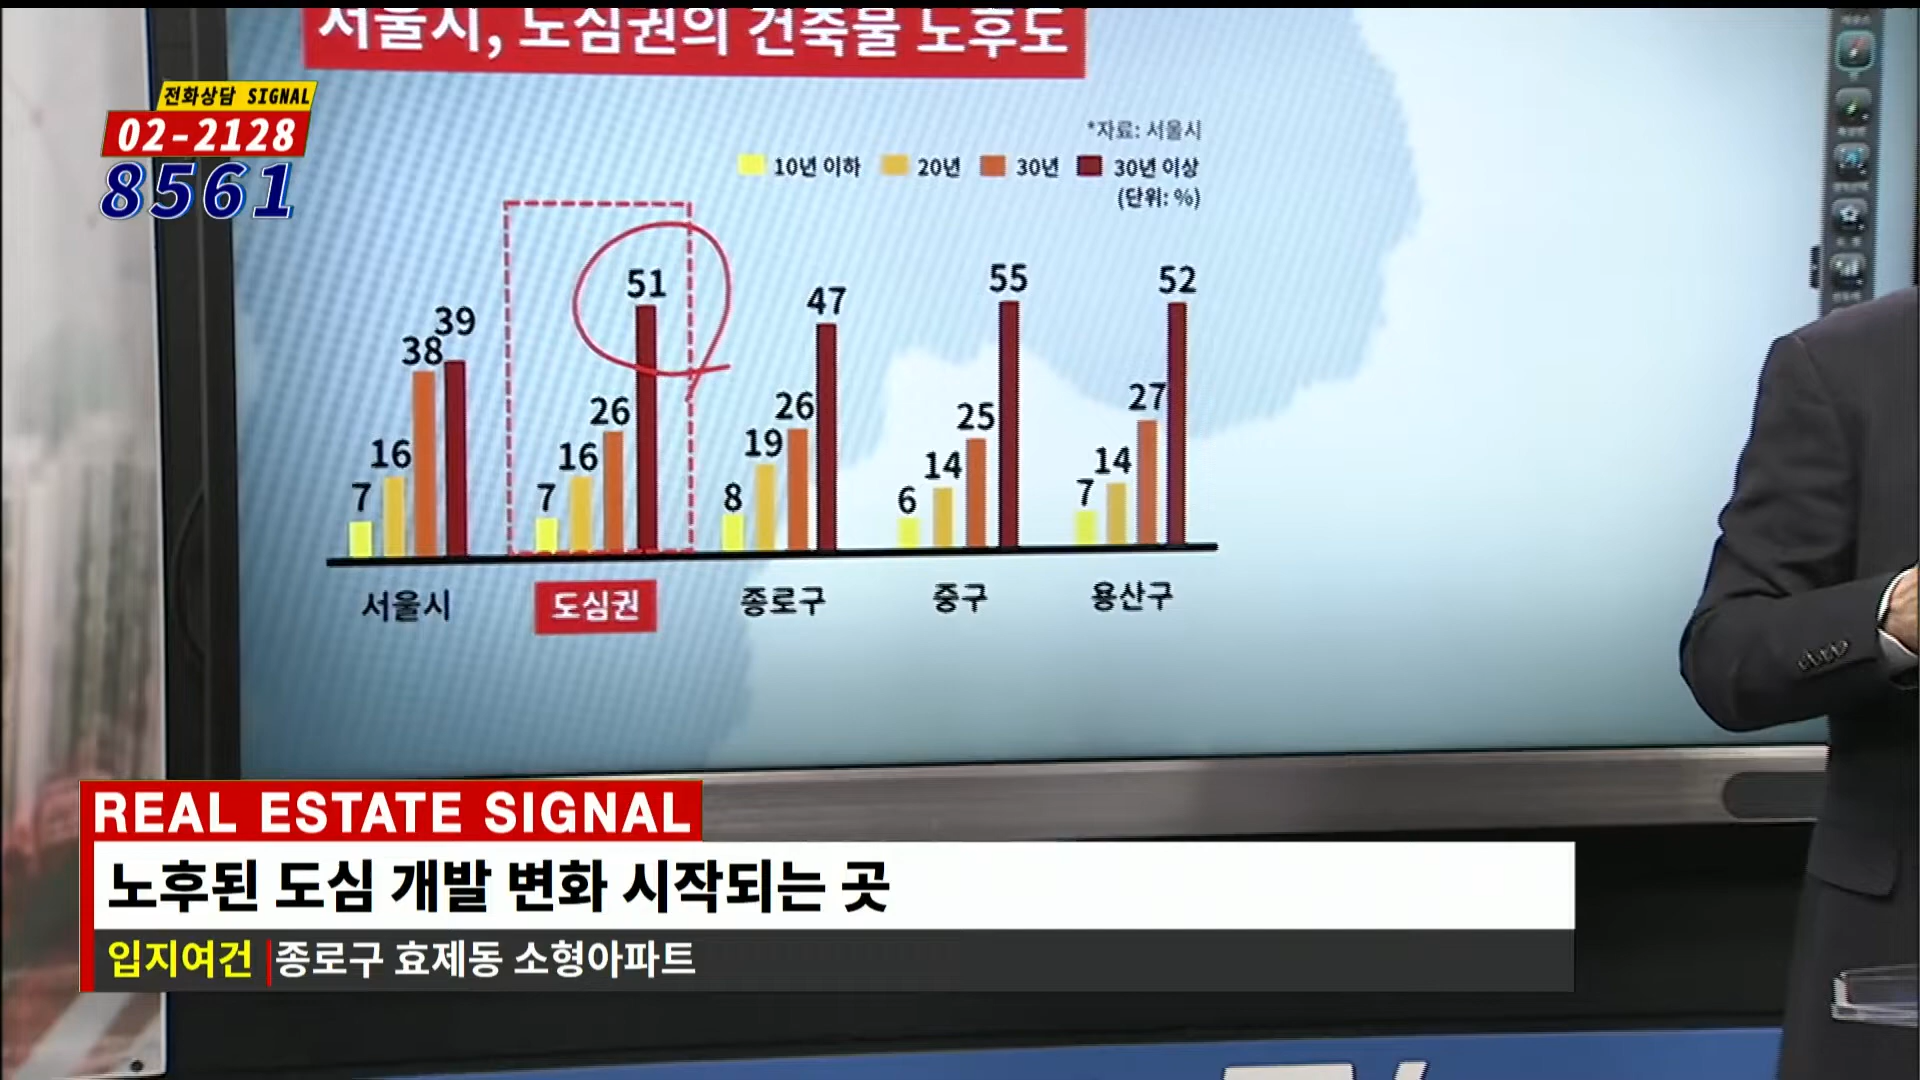 서울시, 도심권의 건축물 노후도
전화상담 SIGNAL
02-2128
8561
*자료: 서울시
10년 이하 20년 30년 30년 이상
(단위: %)
7 16 38 39
7 16 26 51
8 19 26 47
6 14 25 55
7 14 27 52
서울시 도심권 종로구 중구 용산구
REAL ESTATE SIGNAL
노후된 도심 개발 변화 시작되는 곳
입지여건 종로구 효제동 소형아파트